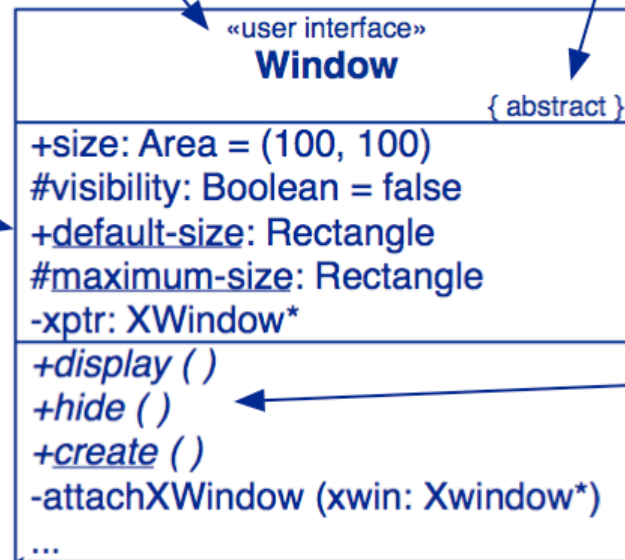 «user interface»
Window
{ abstract }
+size: Area = (100, 100)
#visibility: Boolean = false
+default-size: Rectangle
#maximum-size: Rectangle
-xptr: XWindow*
+display ( )
+hide ( )
+create ( )
-attachXWindow (xwin: Xwindow*)
...